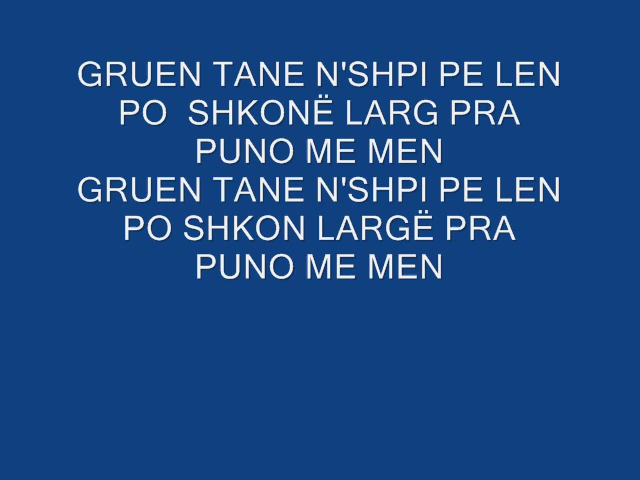 GRUEN TANE N'SHPI PE LEN
PO  SHKONË LARG PRA
PUNO ME MEN
GRUEN TANE N'SHPI PE LEN
PO SHKON LARGË PRA
PUNO ME MEN